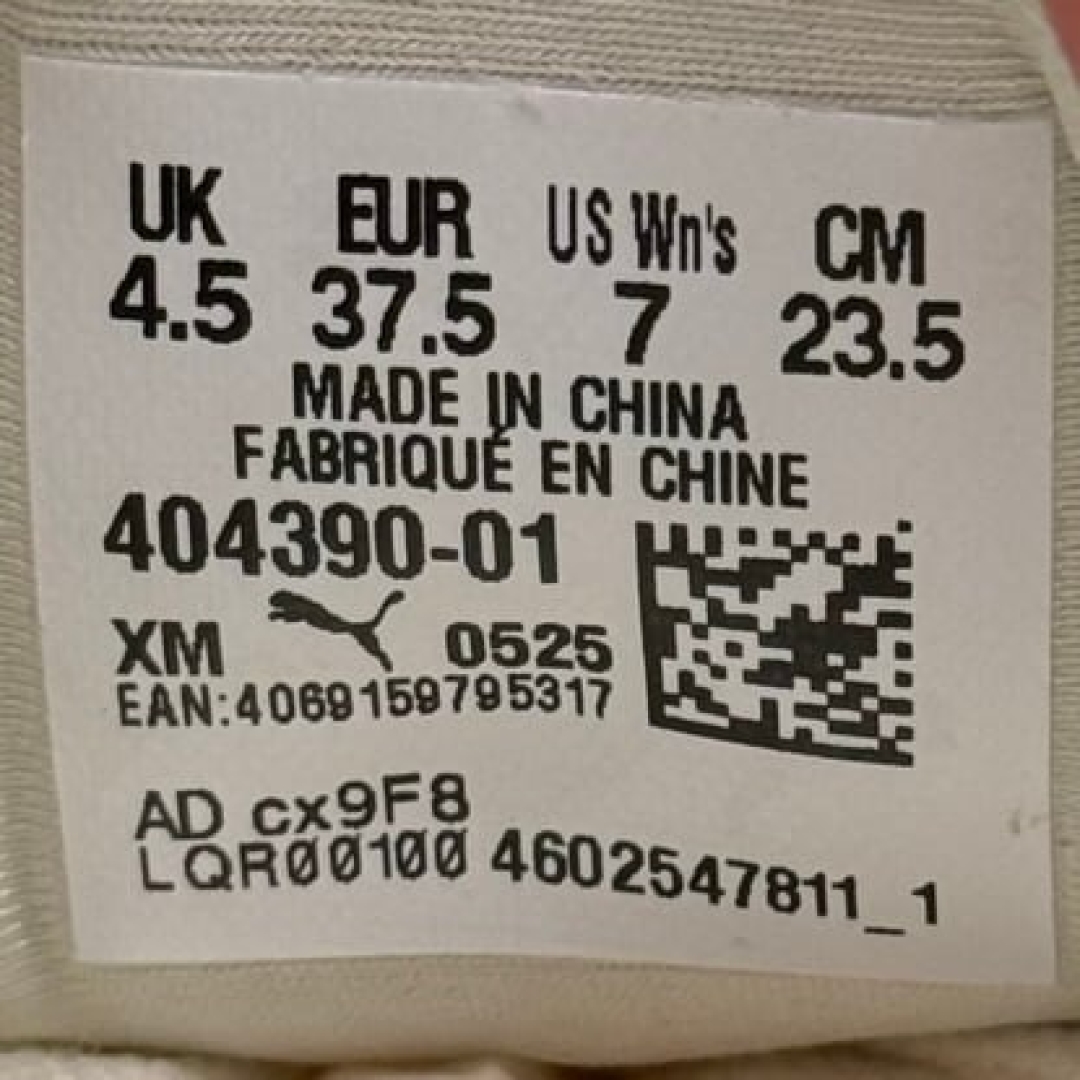 UK EUR US Wn's CM
4.5 37.5 7 23.5
MADE IN CHINA
FABRIQUÉ EN CHINE
404390-01
XM 0525
EAN:4069159795317
AD cx9F8
LQR00100 4602547811_1